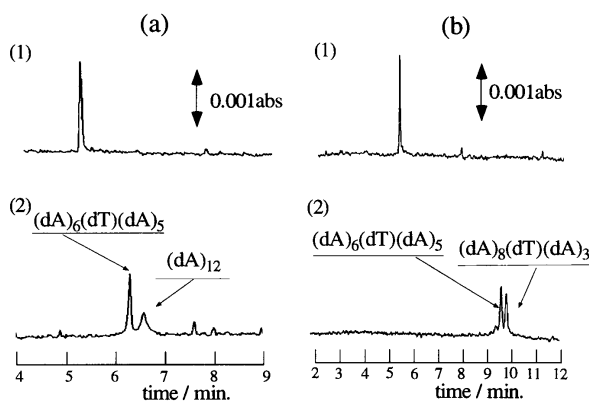 (a)
(1)
0.001abs
(2)
(dA)₆(dT)(dA)₅
(dA)₁₂
4 5 6 7 8 9
time / min.
(b)
(1)
0.001abs
(2)
(dA)₆(dT)(dA)₅
(dA)₈(dT)(dA)₃
2 3 4 5 6 7 8 9 10 11 12
time / min.